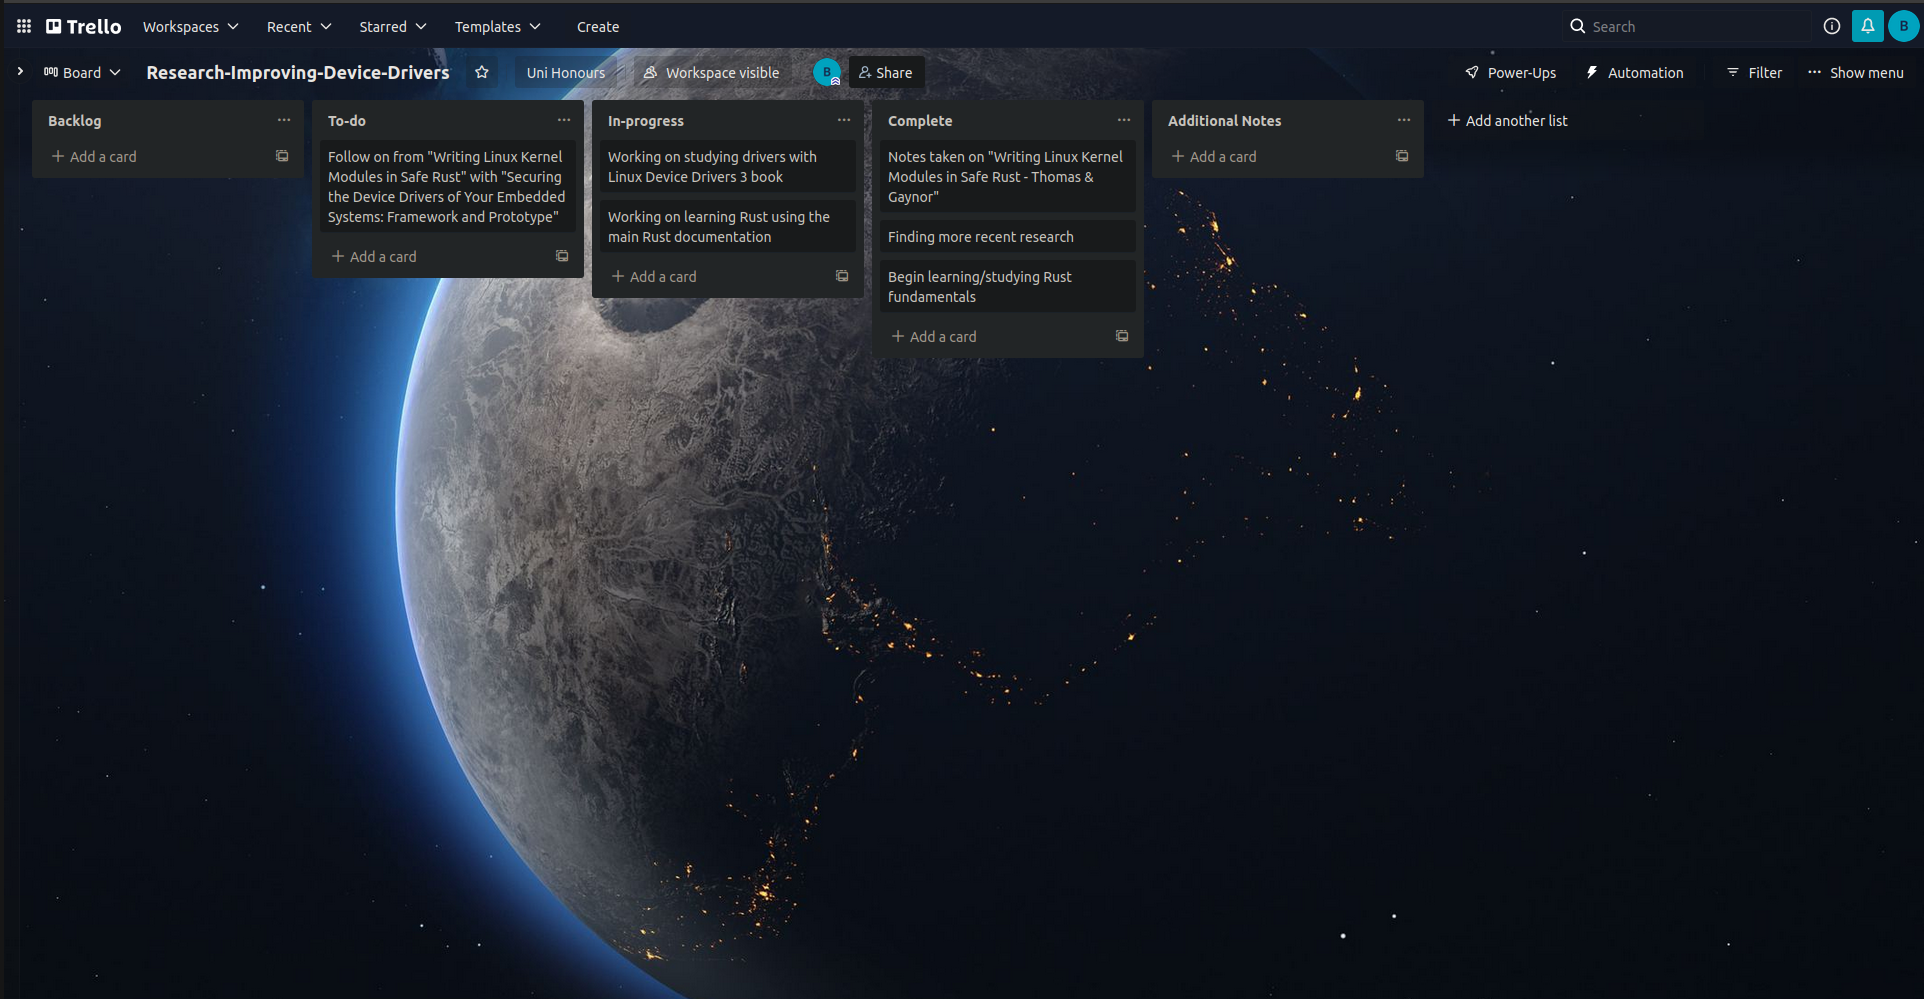 Trello Workspaces Recent Starred Templates Create Search B
Board Research-Improving-Device-Drivers Uni Honours Workspace visible B Share Power-Ups Automation Filter Show menu
Backlog
Add a card
To-do
Follow on from "Writing Linux Kernel
Modules in Safe Rust" with "Securing
the Device Drivers of Your Embedded
Systems: Framework and Prototype"
Add a card
In-progress
Working on studying drivers with
Linux Device Drivers 3 book
Working on learning Rust using the
main Rust documentation
Add a card
Complete
Notes taken on "Writing Linux Kernel
Modules in Safe Rust - Thomas &
Gaynor"
Finding more recent research
Begin learning/studying Rust
fundamentals
Add a card
Additional Notes
Add a card
Add another list